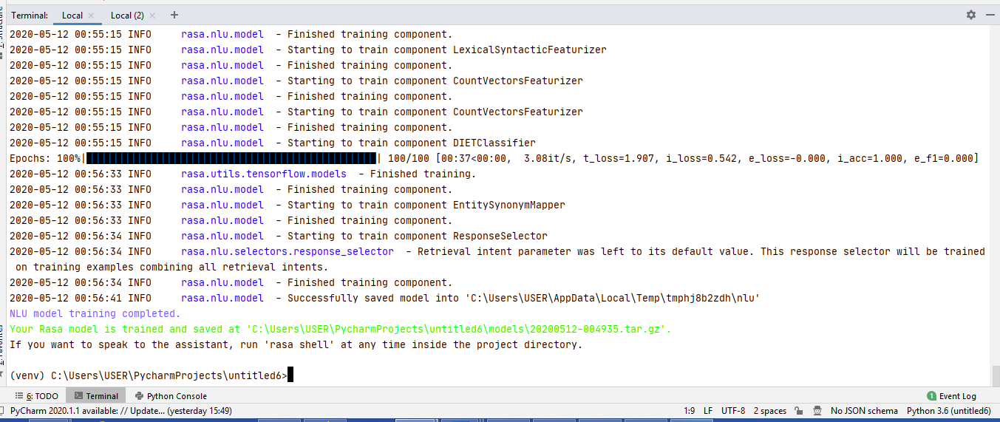 Terminal: Local × Local (2) × +
2020-05-12 00:55:15 INFO     rasa.nlu.model  - Finished training component.
2020-05-12 00:55:15 INFO     rasa.nlu.model  - Starting to train component LexicalSyntacticFeaturizer
2020-05-12 00:55:15 INFO     rasa.nlu.model  - Finished training component.
2020-05-12 00:55:15 INFO     rasa.nlu.model  - Starting to train component CountVectorsFeaturizer
2020-05-12 00:55:15 INFO     rasa.nlu.model  - Finished training component.
2020-05-12 00:55:15 INFO     rasa.nlu.model  - Starting to train component CountVectorsFeaturizer
2020-05-12 00:55:15 INFO     rasa.nlu.model  - Finished training component.
2020-05-12 00:55:15 INFO     rasa.nlu.model  - Starting to train component DIETClassifier
Epochs: 100%|██████████| 100/100 [00:37<00:00,  3.08it/s, t_loss=1.907, i_loss=0.542, e_loss=-0.000, i_acc=1.000, e_f1=0.000]
2020-05-12 00:56:33 INFO     rasa.utils.tensorflow.models  - Finished training.
2020-05-12 00:56:33 INFO     rasa.nlu.model  - Finished training component.
2020-05-12 00:56:33 INFO     rasa.nlu.model  - Starting to train component EntitySynonymMapper
2020-05-12 00:56:33 INFO     rasa.nlu.model  - Finished training component.
2020-05-12 00:56:34 INFO     rasa.nlu.model  - Starting to train component ResponseSelector
2020-05-12 00:56:34 INFO     rasa.nlu.selectors.response_selector  - Retrieval intent parameter was left to its default value. This response selector will be trained
on training examples combining all retrieval intents.
2020-05-12 00:56:34 INFO     rasa.nlu.model  - Finished training component.
2020-05-12 00:56:41 INFO     rasa.nlu.model  - Successfully saved model into 'C:\Users\USER\AppData\Local\Temp\tmphj8b2zdh\nlu'
NLU model training completed.
Your Rasa model is trained and saved at 'C:\Users\USER\PycharmProjects\untitled6\models\20200512-004935.tar.gz'.
If you want to speak to the assistant, run 'rasa shell' at any time inside the project directory.
(venv) C:\Users\USER\PycharmProjects\untitled6>
6: TODO Terminal Python Console 1 Event Log
PyCharm 2020.1.1 available: // Update... (yesterday 15:49) 1:9 LF UTF-8 2 spaces No JSON schema Python 3.6 (untitled6)